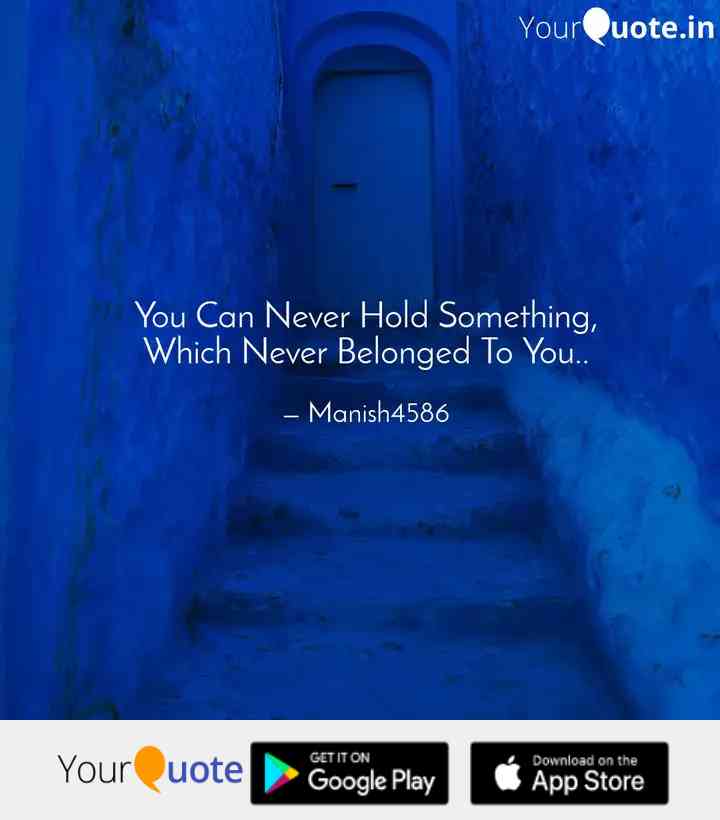 YourQuote.in
You Can Never Hold Something,
Which Never Belonged To You..
– Manish4586
YourQuote
GET IT ON
Google Play
Download on the
App Store